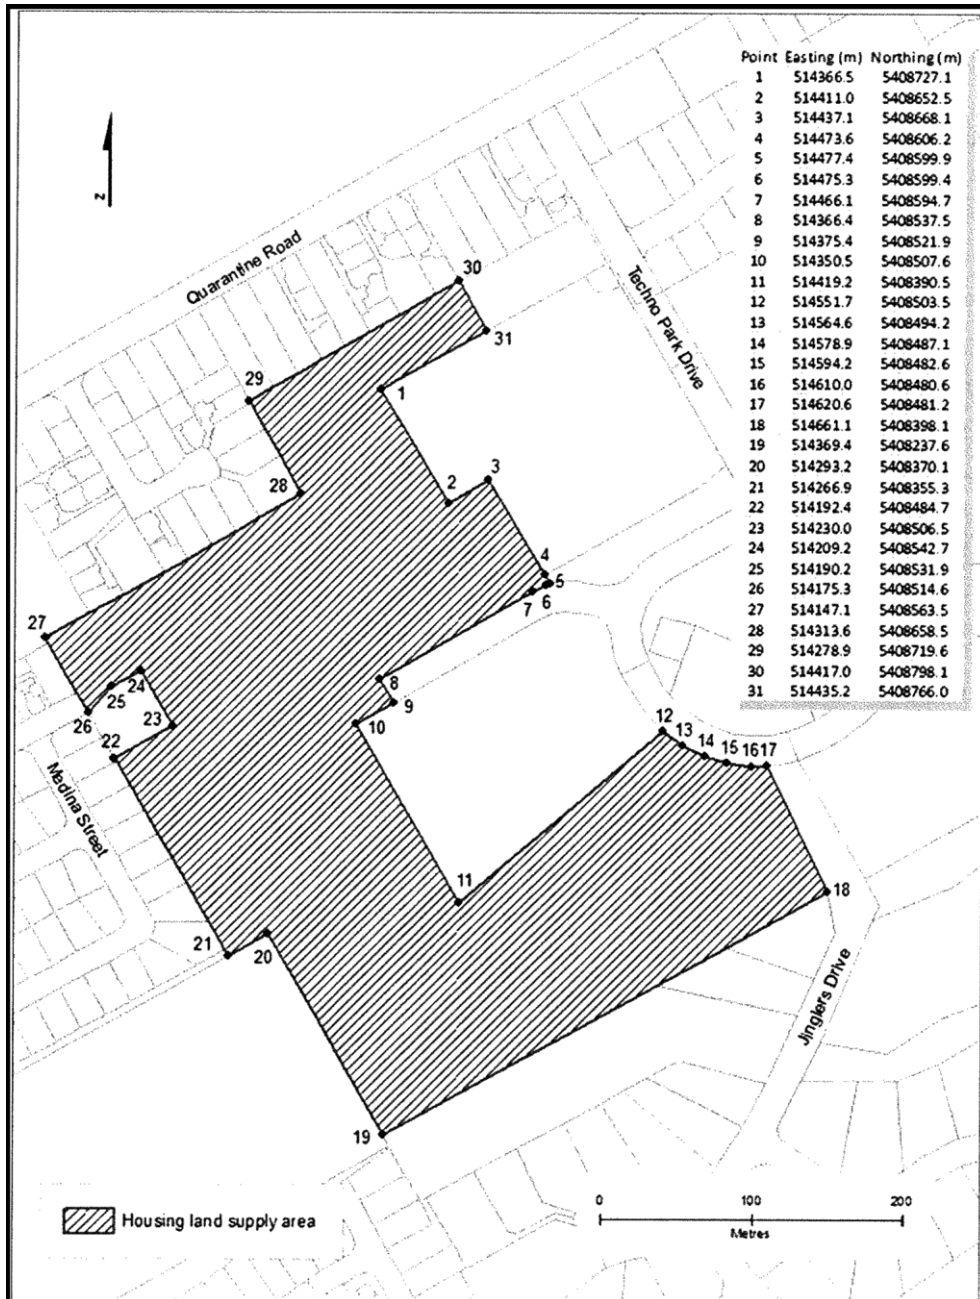 Point Easting (m) Northing (m)
1 514366.5 5408727.1
2 514411.0 5408652.5
3 514437.1 5408668.1
4 514473.6 5408606.2
5 514477.4 5408599.9
6 514475.3 5408599.4
7 514466.1 5408594.7
8 514366.4 5408537.5
9 514375.4 5408521.9
10 514350.5 5408507.6
11 514419.2 5408390.5
12 514551.7 5408503.5
13 514564.6 5408494.2
14 514578.9 5408487.1
15 514594.2 5408482.6
16 514610.0 5408480.6
17 514620.6 5408481.2
18 514661.1 5408398.1
19 514369.4 5408237.6
20 514293.2 5408370.1
21 514266.9 5408355.3
22 514192.4 5408484.7
23 514230.0 5408506.5
24 514209.2 5408542.7
25 514190.2 5408531.9
26 514175.3 5408514.6
27 514147.1 5408563.5
28 514313.6 5408658.5
29 514278.9 5408719.6
30 514417.0 5408798.1
31 514435.2 5408766.0
N
Quarantine Road
Techno Park Drive
30
31
29
1
3
28
2
4
5
6
7
27
8
24
9
25
10
23
26
12
22
13
14
15
16
17
Medina Street
11
18
21
20
Jinglers Drive
19
Housing land supply area
0 100 200
Metres